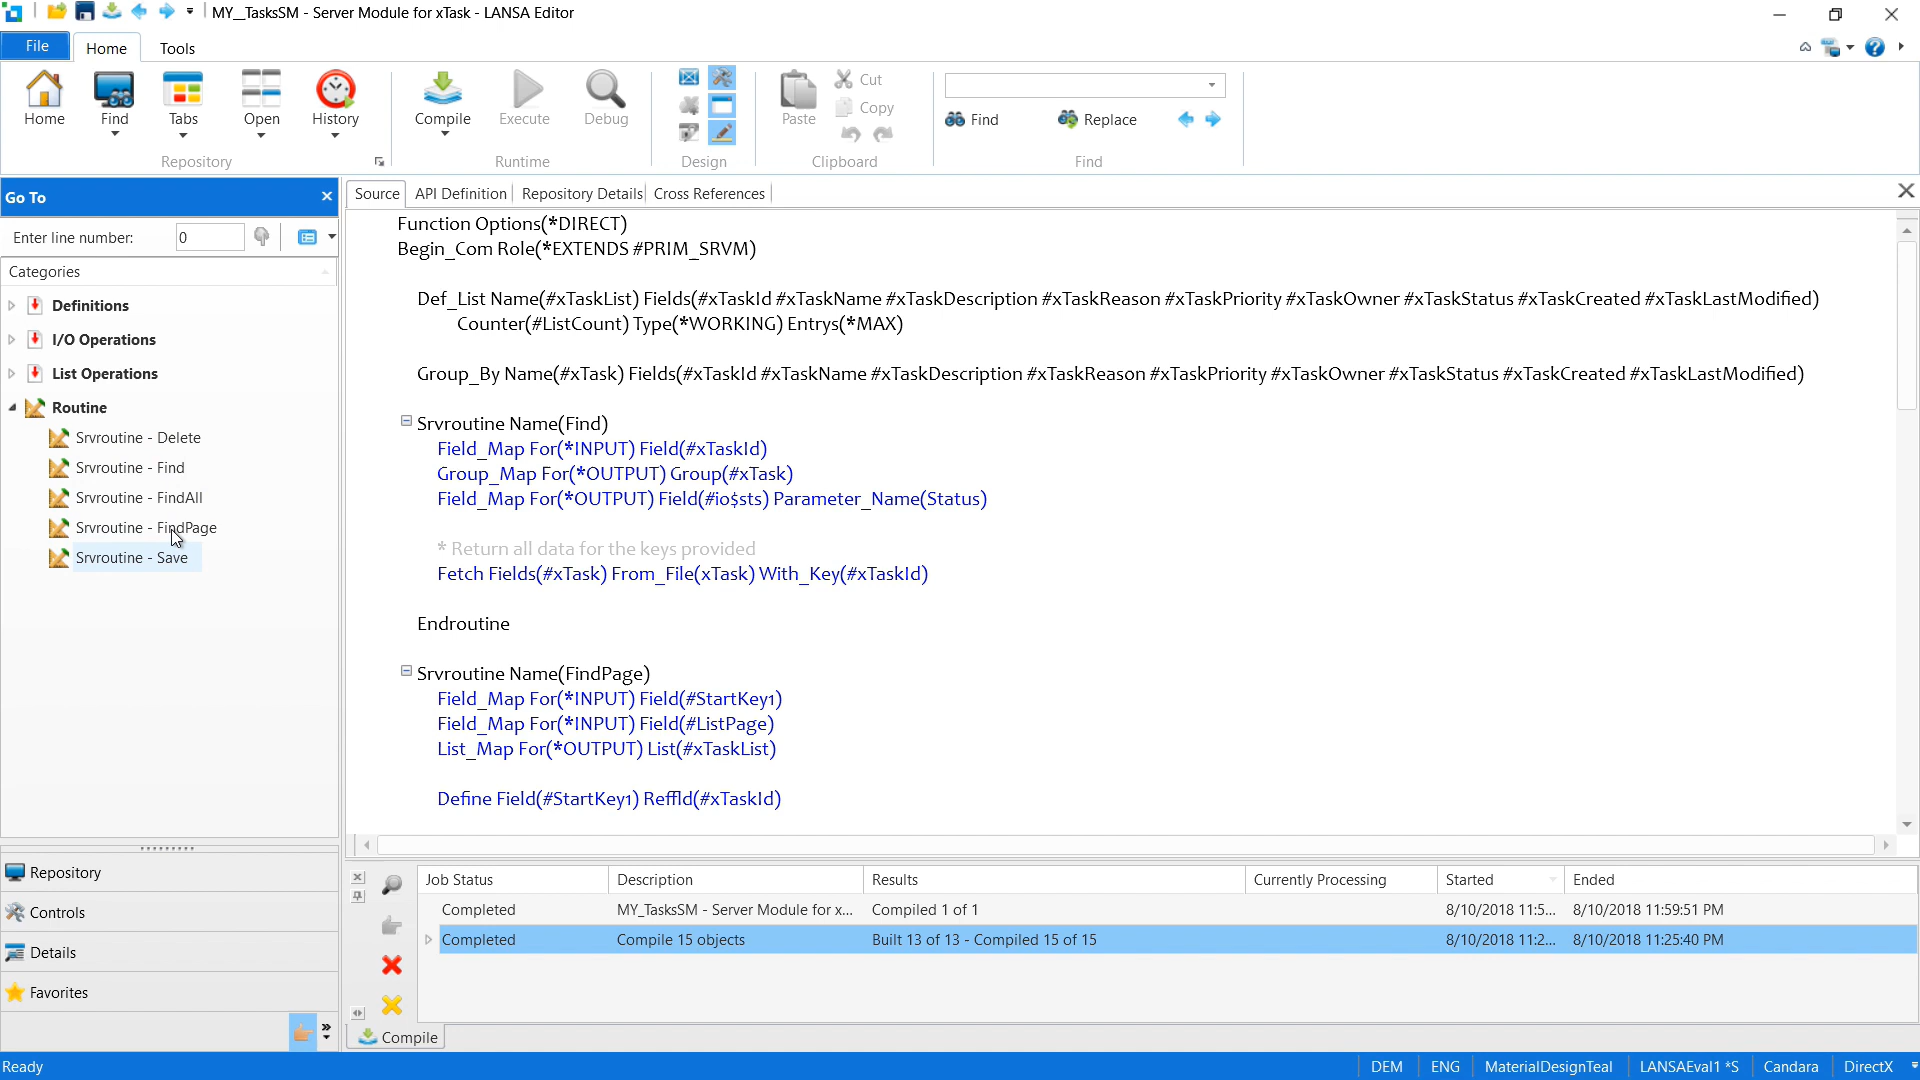 MY_TasksSM - Server Module for xTask - LANSA Editor
File Home Tools
Home Find Tabs Open History Compile Execute Debug Paste Cut
Copy
Find Replace
Repository Runtime Design Clipboard Find
Go To
Source API Definition Repository Details Cross References
Enter line number: 0
Categories
Definitions
I/O Operations
List Operations
Routine
Srvroutine - Delete
Srvroutine - Find
Srvroutine - FindAll
Srvroutine - FindPage
Srvroutine - Save
Function Options(*DIRECT)
Begin_Com Role(*EXTENDS #PRIM_SRVM)
Def_List Name(#xTaskList) Fields(#xTaskId #xTaskName #xTaskDescription #xTaskReason #xTaskPriority #xTaskOwner #xTaskStatus #xTaskCreated #xTaskLastModified)
Counter(#ListCount) Type(*WORKING) Entrys(*MAX)
Group_By Name(#xTask) Fields(#xTaskId #xTaskName #xTaskDescription #xTaskReason #xTaskPriority #xTaskOwner #xTaskStatus #xTaskCreated #xTaskLastModified)
Srvroutine Name(Find)
Field_Map For(*INPUT) Field(#xTaskId)
Group_Map For(*OUTPUT) Group(#xTask)
Field_Map For(*OUTPUT) Field(#io$sts) Parameter_Name(Status)
* Return all data for the keys provided
Fetch Fields(#xTask) From_File(xTask) With_Key(#xTaskId)
Endroutine
Srvroutine Name(FindPage)
Field_Map For(*INPUT) Field(#StartKey1)
Field_Map For(*INPUT) Field(#ListPage)
List_Map For(*OUTPUT) List(#xTaskList)
Define Field(#StartKey1) Reffld(#xTaskId)
Repository
Controls
Details
Favorites
Job Status Description Results Currently Processing Started Ended
Completed MY_TasksSM - Server Module for x... Compiled 1 of 1 8/10/2018 11:5... 8/10/2018 11:59:51 PM
Completed Compile 15 objects Built 13 of 13 - Compiled 15 of 15 8/10/2018 11:2... 8/10/2018 11:25:40 PM
Compile
Ready DEM ENG MaterialDesignTeal LANSAEval1 *S Candara DirectX